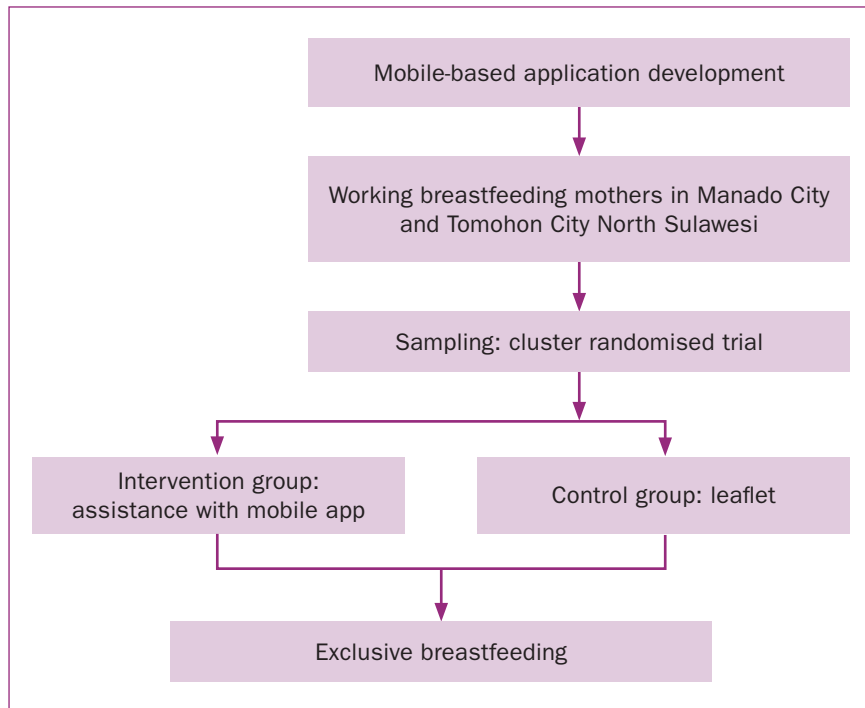 Mobile-based application development
Working breastfeeding mothers in Manado City
and Tomohon City North Sulawesi
Sampling: cluster randomised trial
Intervention group:
assistance with mobile app
Control group: leaflet
Exclusive breastfeeding